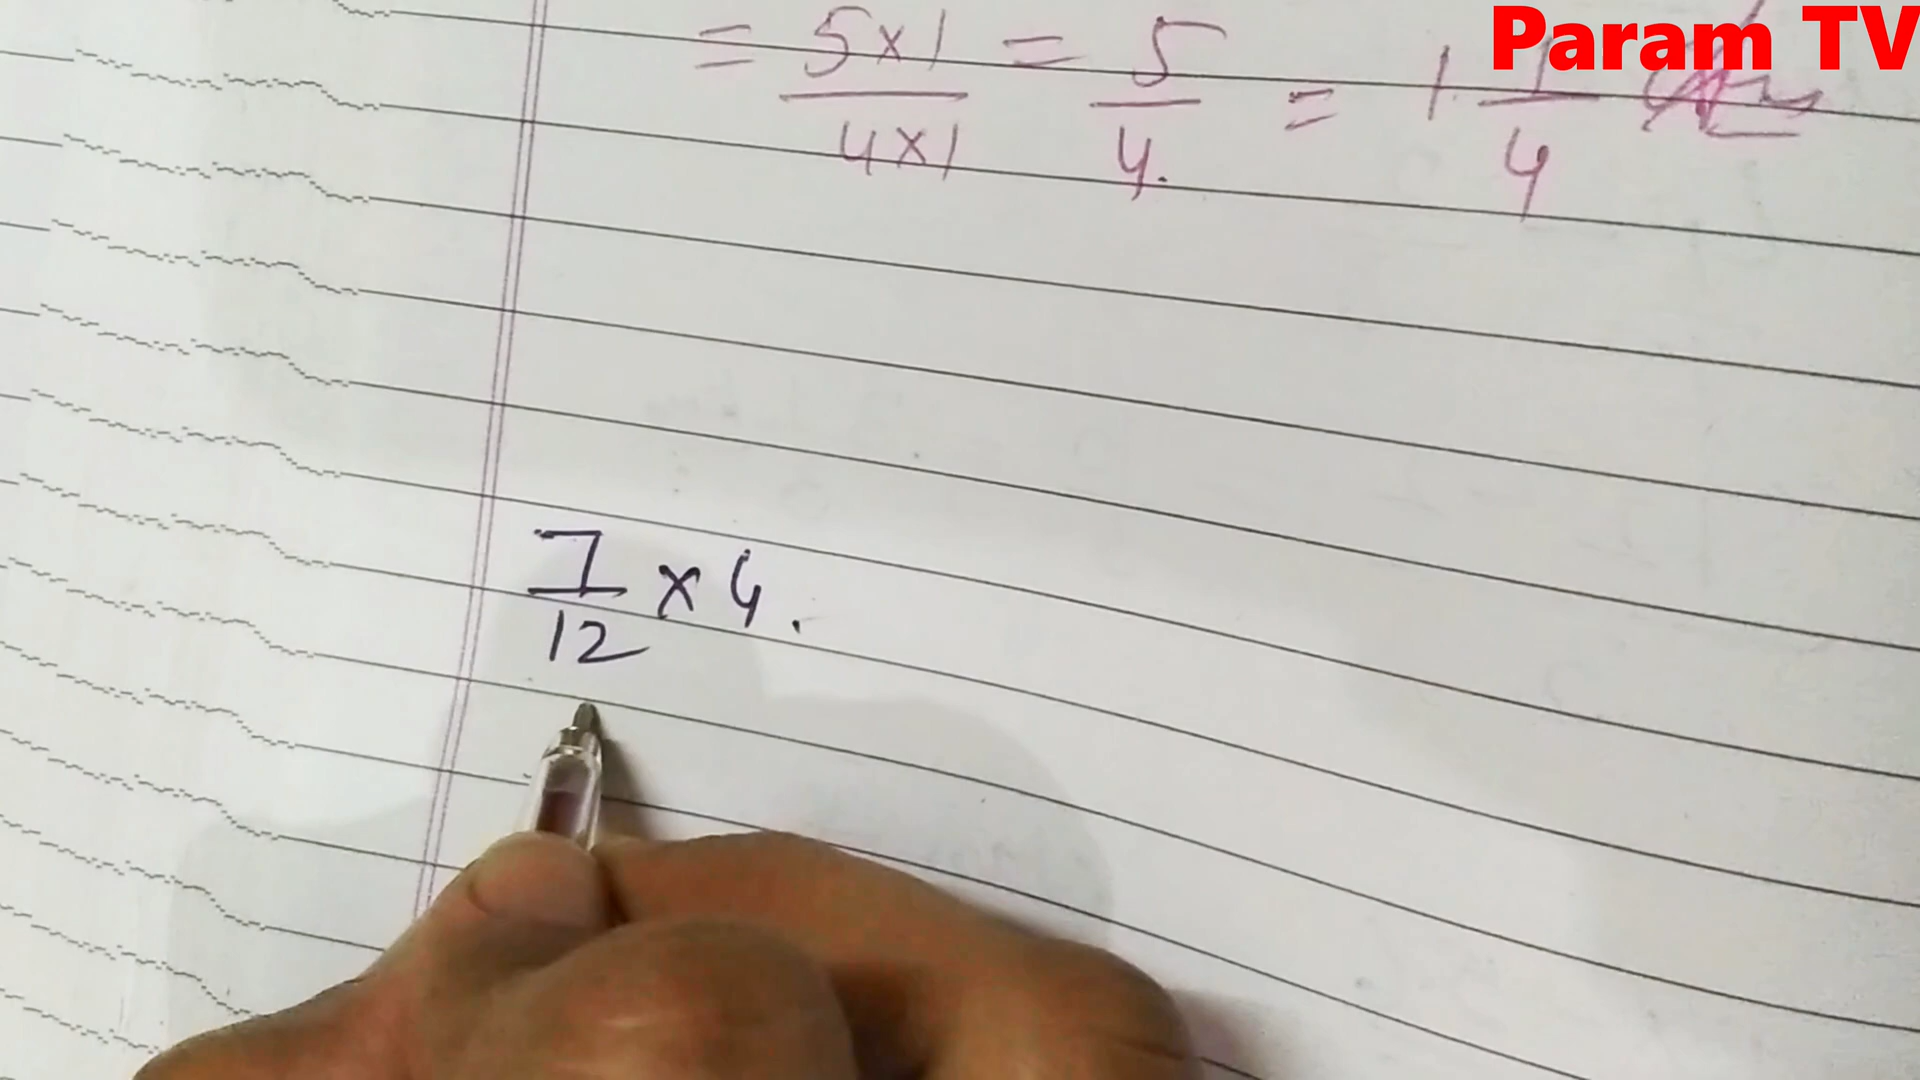 Param TV
= 5×1/4×1 = 5/4. = 1 1/4
7/12 × 4.